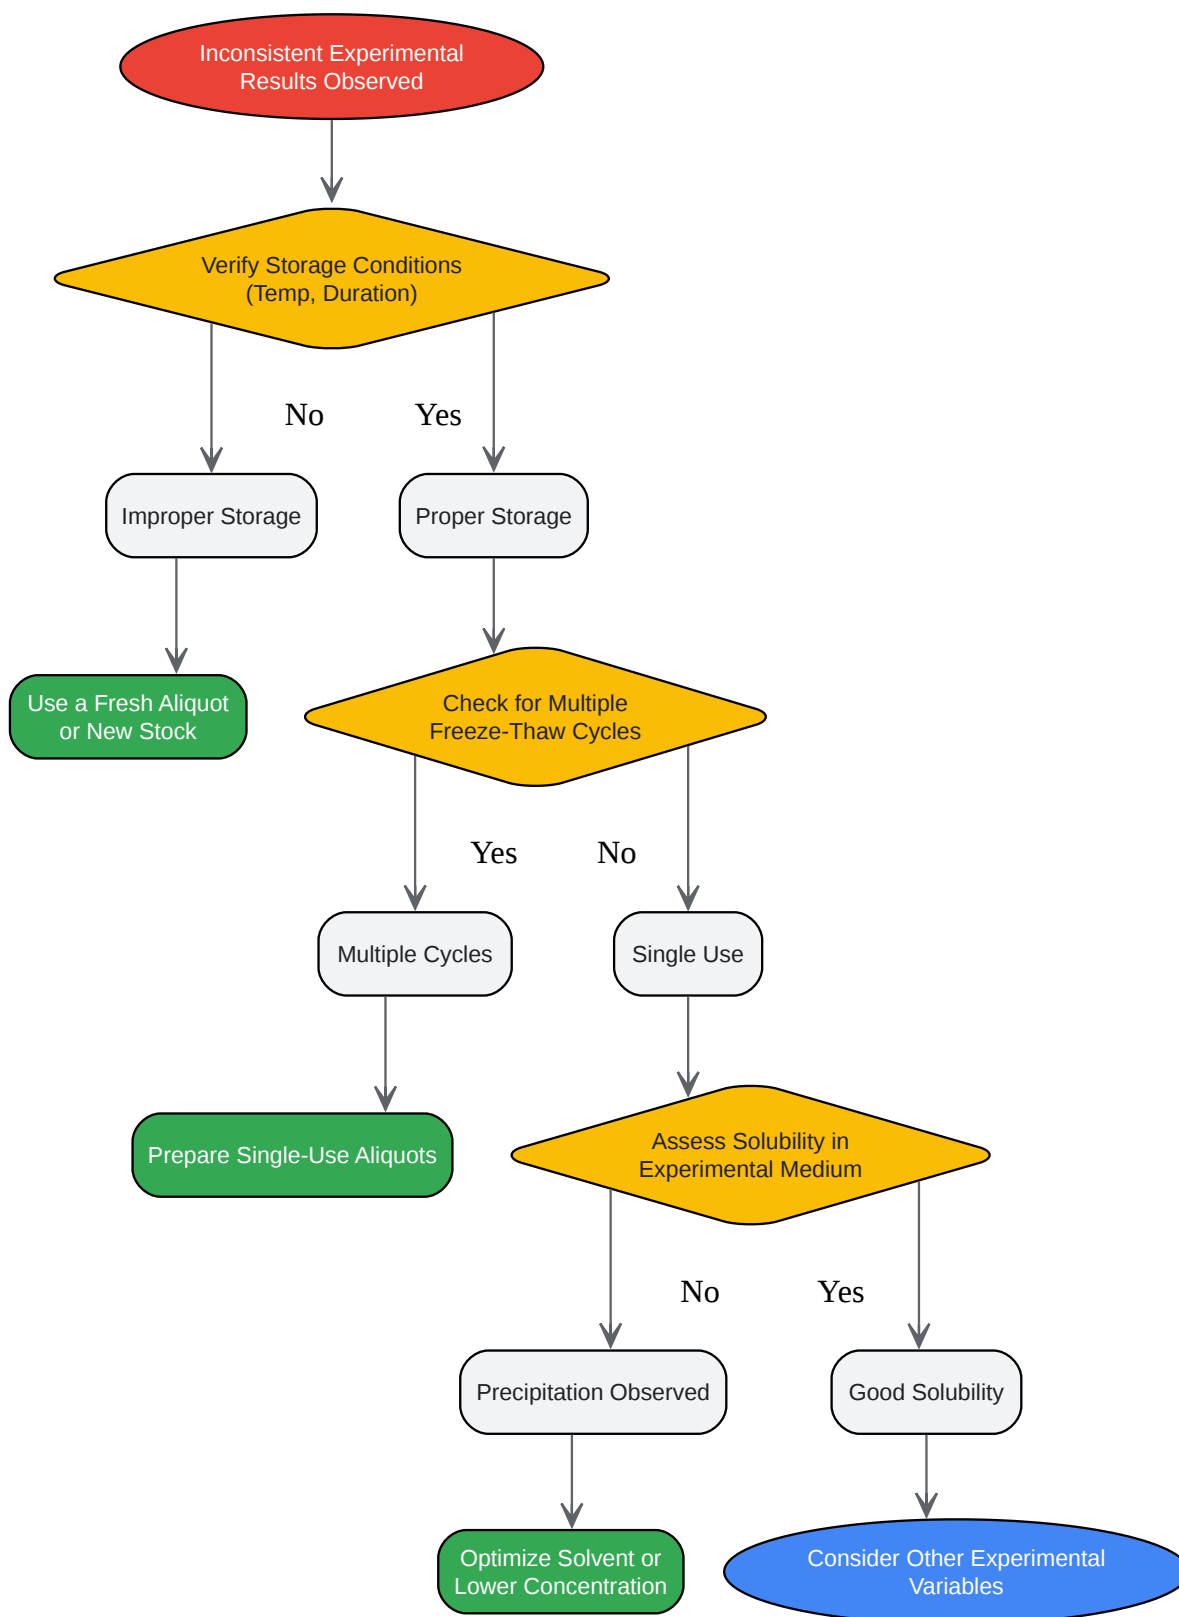 Inconsistent Experimental
Results Observed
Verify Storage Conditions
(Temp, Duration)
No
Yes
Improper Storage
Proper Storage
Use a Fresh Aliquot
or New Stock
Check for Multiple
Freeze-Thaw Cycles
Yes
No
Multiple Cycles
Single Use
Prepare Single-Use Aliquots
Assess Solubility in
Experimental Medium
No
Yes
Precipitation Observed
Good Solubility
Optimize Solvent or
Lower Concentration
Consider Other Experimental
Variables